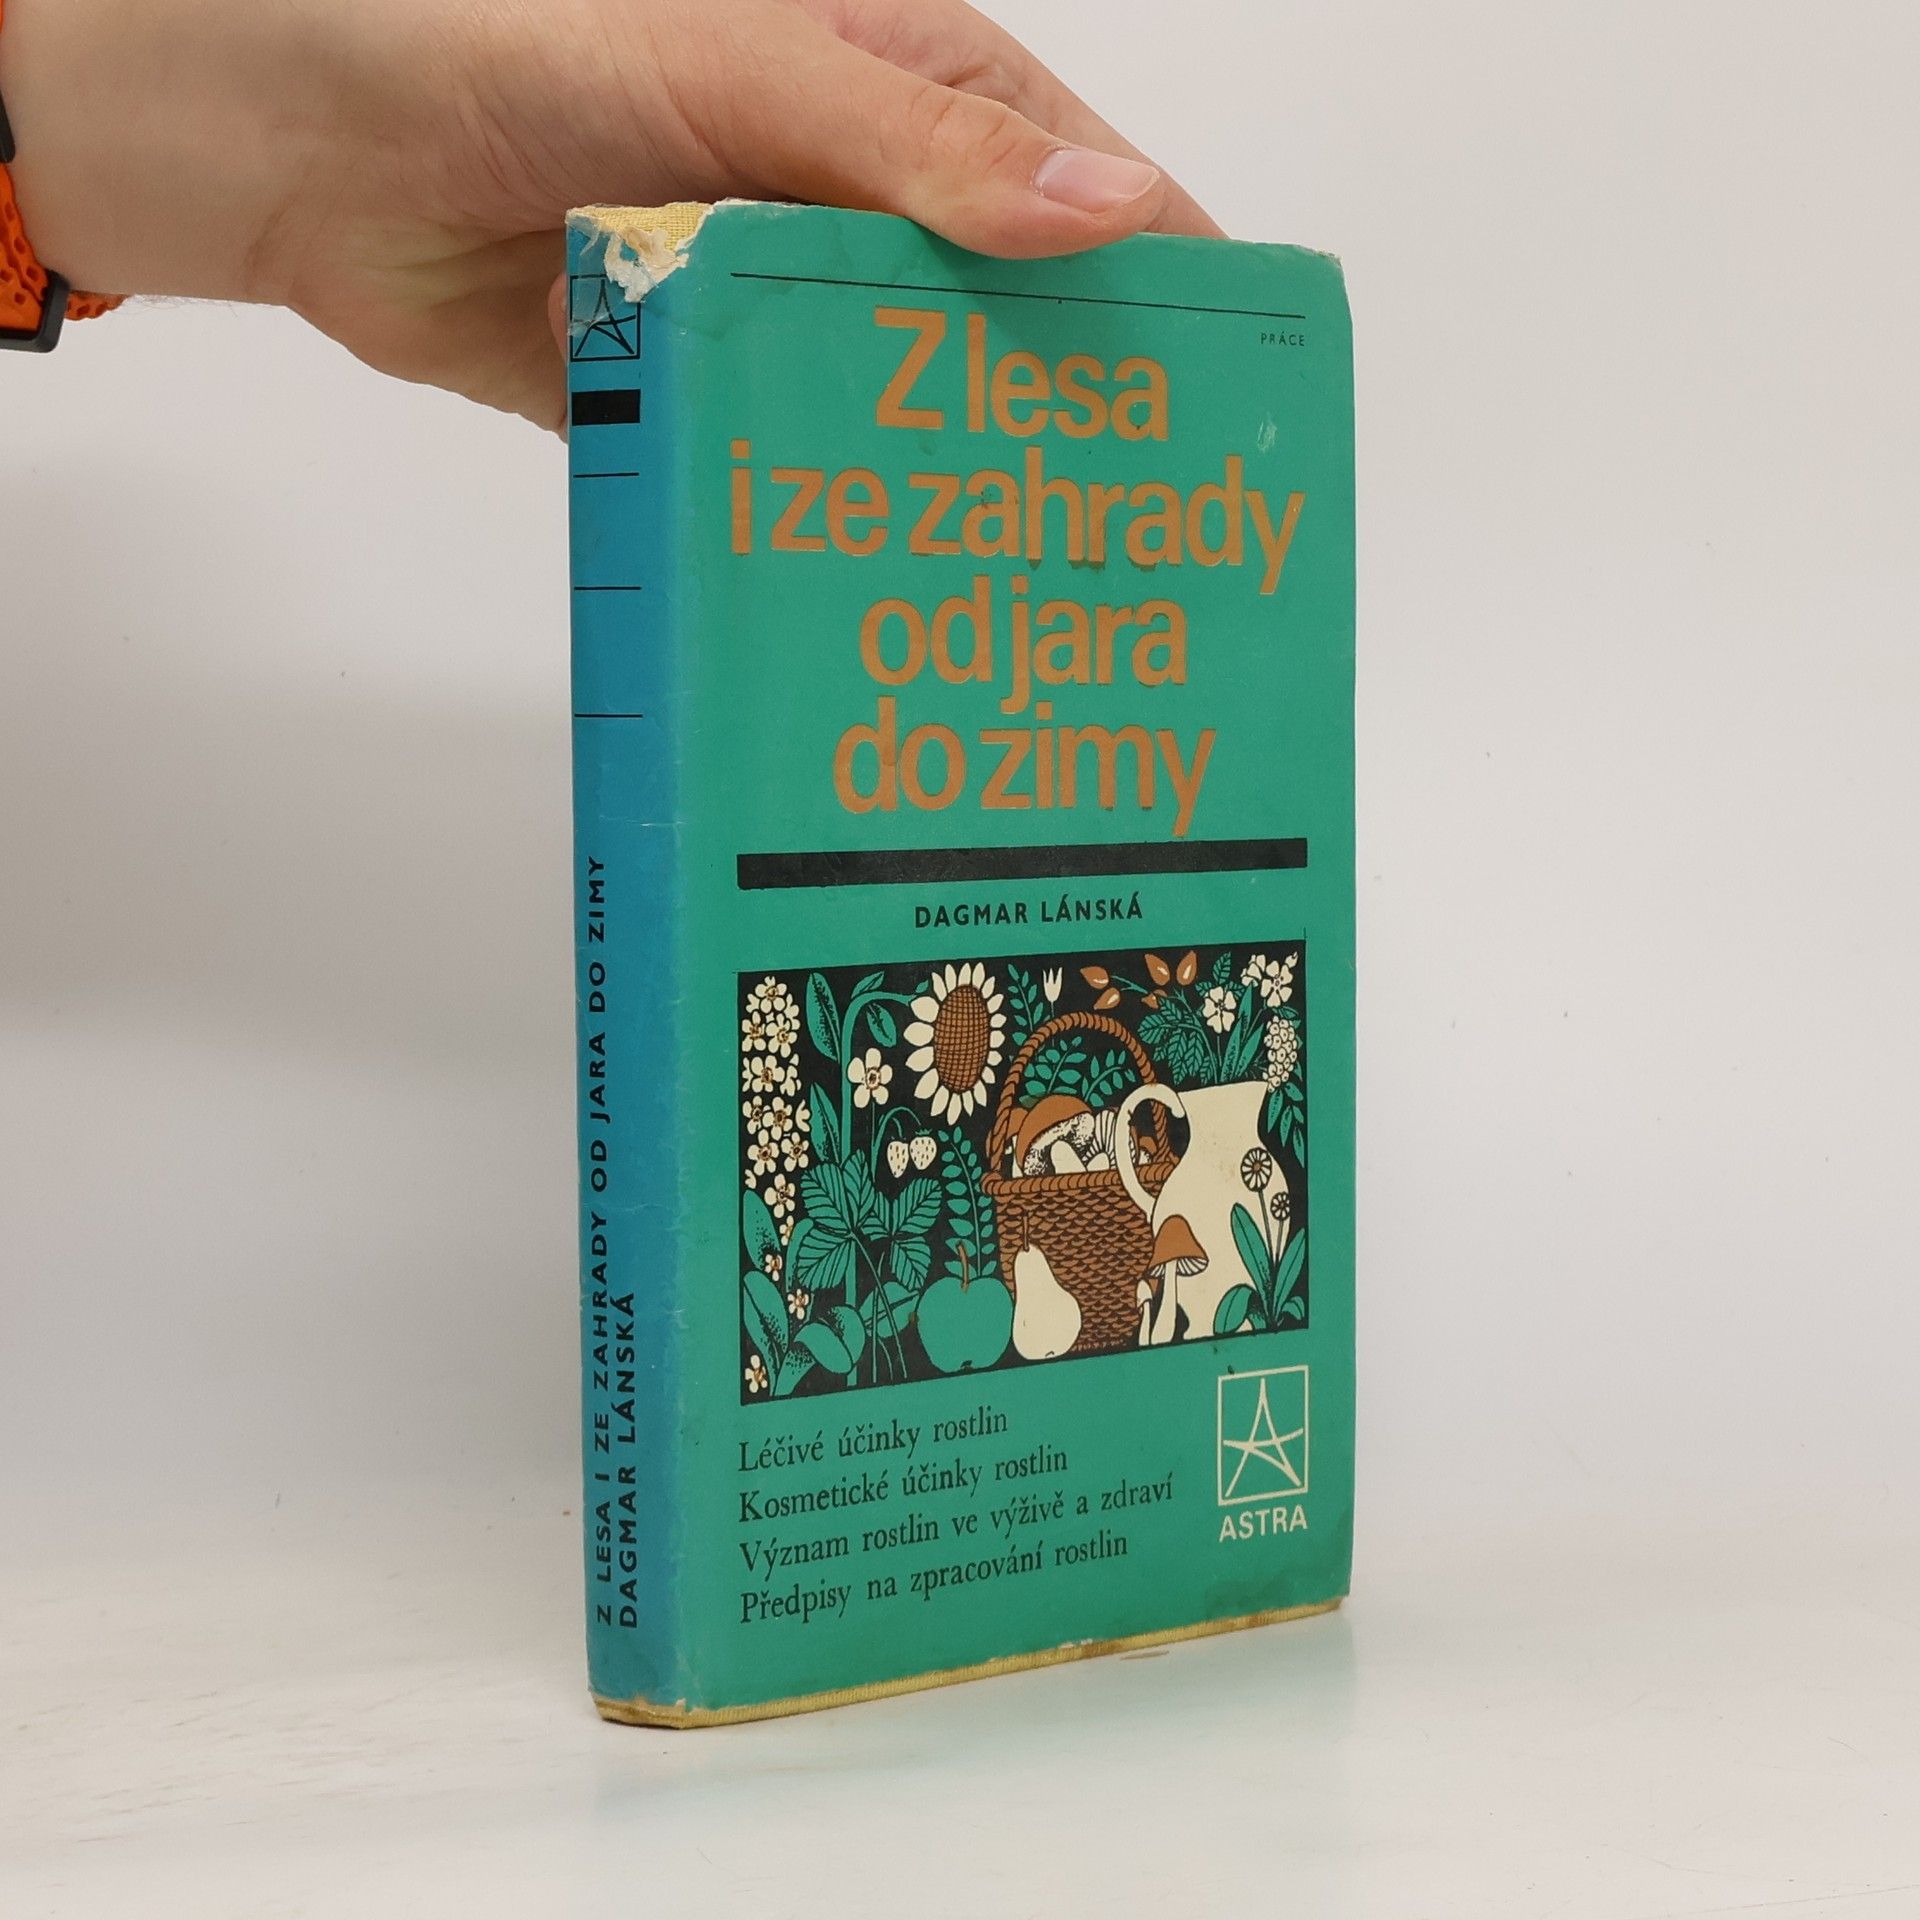 PRÁCE
Z lesa
i ze zahrady
od jara
do zimy
DAGMAR LÁNSKÁ
Léčivé účinky rostlin
Kosmetické účinky rostlin
Význam rostlin ve výživě a zdraví
Předpisy na zpracování rostlin
ASTRA
Z LESA I ZE ZAHRADY OD JARA DO ZIMY
DAGMAR LÁNSKÁ